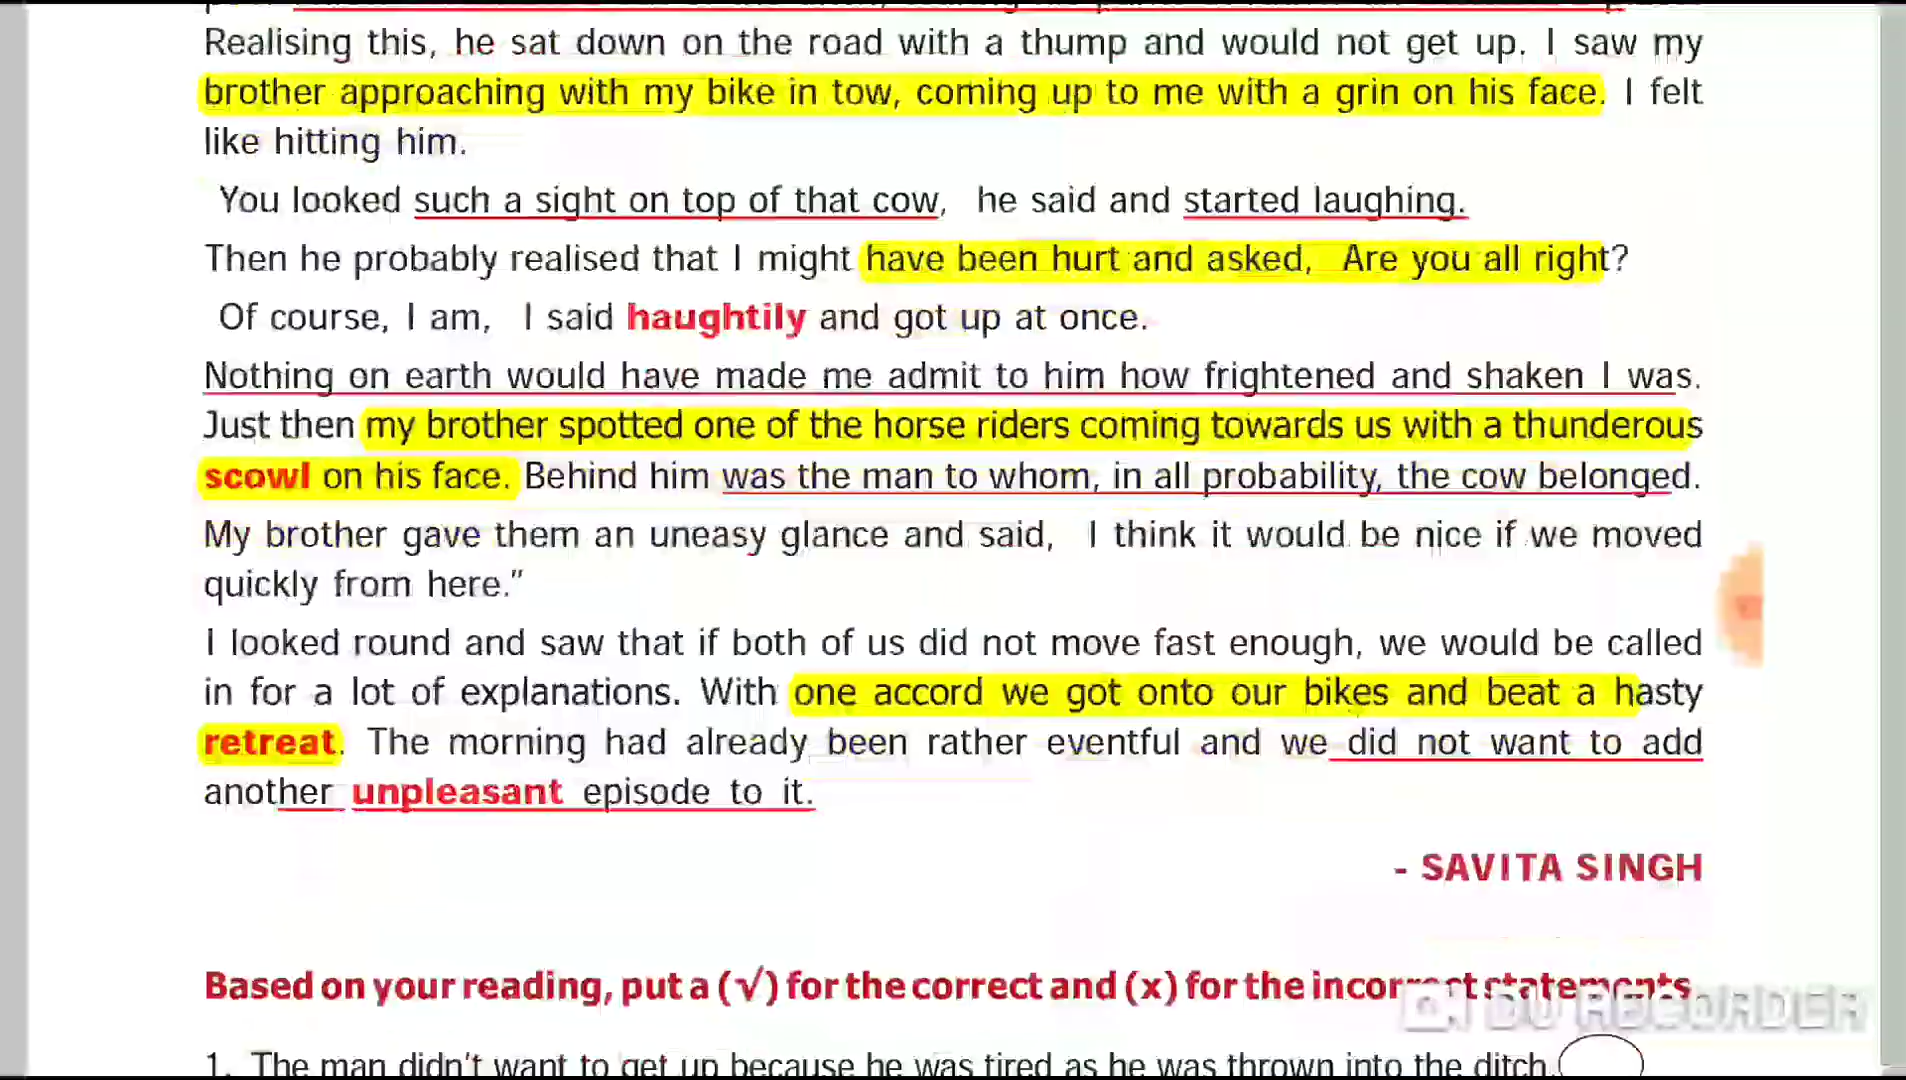 Realising this, he sat down on the road with a thump and would not get up. I saw my
brother approaching with my bike in tow, coming up to me with a grin on his face. I felt
like hitting him.
You looked such a sight on top of that cow, he said and started laughing.
Then he probably realised that I might have been hurt and asked, Are you all right?
Of course, I am, I said haughtily and got up at once.
Nothing on earth would have made me admit to him how frightened and shaken I was.
Just then my brother spotted one of the horse riders coming towards us with a thunderous
scowl on his face. Behind him was the man to whom, in all probability, the cow belonged.
My brother gave them an uneasy glance and said, I think it would be nice if we moved
quickly from here.”
I looked round and saw that if both of us did not move fast enough, we would be called
in for a lot of explanations. With one accord we got onto our bikes and beat a hasty
retreat. The morning had already been rather eventful and we did not want to add
another unpleasant episode to it.
- SAVITA SINGH
Based on your reading, put a (√) for the correct and (x) for the incorrect statements
DU RECORDER
1. The man didn't want to get up because he was tired as he was thrown into the ditch.